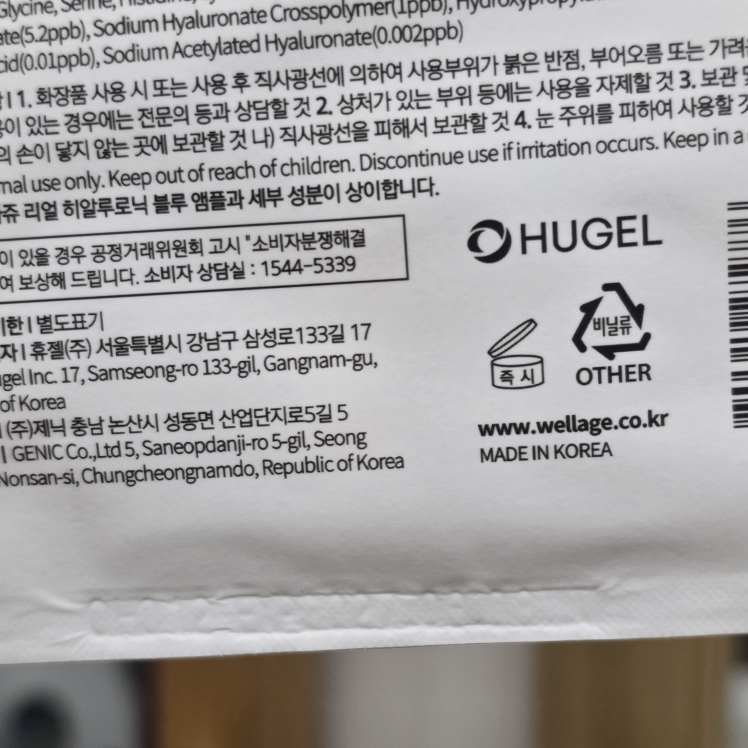 Glycine, Serine, Histidine,
ate(5.2ppb), Sodium Hyaluronate Crosspolymer(1ppb),
cid(0.01ppb), Sodium Acetylated Hyaluronate(0.002ppb)
| 1. 화장품 사용 시 또는 사용 후 직사광선에 의하여 사용부위가 붉은 반점, 부어오름 또는 가려
이 있는 경우에는 전문의 등과 상담할 것 2. 상처가 있는 부위 등에는 사용을 자제할 것 3. 보관 및
의 손이 닿지 않는 곳에 보관할 것 나) 직사광선을 피해서 보관할 것 4. 눈 주위를 피하여 사용할 것
rnal use only. Keep out of reach of children. Discontinue use if irritation occurs. Keep in a
쥬 리얼 히알루로닉 블루 앰플과 세부 성분이 상이합니다.
이 있을 경우 공정거래위원회 고시 "소비자분쟁해결
여 보상해 드립니다. 소비자 상담실 : 1544-5339
HUGEL
기한 | 별도표기
자 | 휴젤(주) 서울특별시 강남구 삼성로133길 17
ugel Inc. 17, Samseong-ro 133-gil, Gangnam-gu,
of Korea
(주)제닉 충남 논산시 성동면 산업단지로5길 5
| GENIC Co.,Ltd 5, Saneopdanji-ro 5-gil, Seong
Nonsan-si, Chungcheongnamdo, Republic of Korea
즉 시
비닐류
OTHER
www.wellage.co.kr
MADE IN KOREA